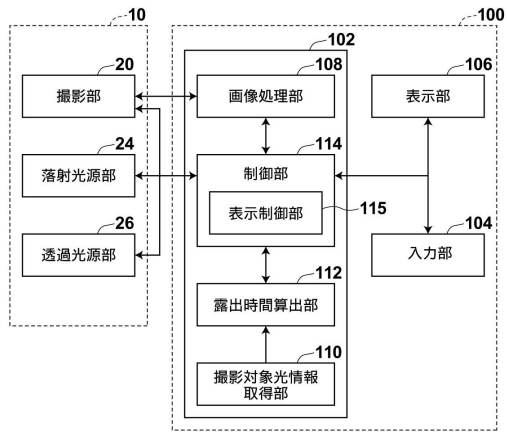 10
100
102
20
撮影部
108
画像処理部
106
表示部
24
落射光源部
114
制御部
表示制御部
115
26
透過光源部
104
入力部
112
露出時間算出部
110
撮影対象光情報
取得部